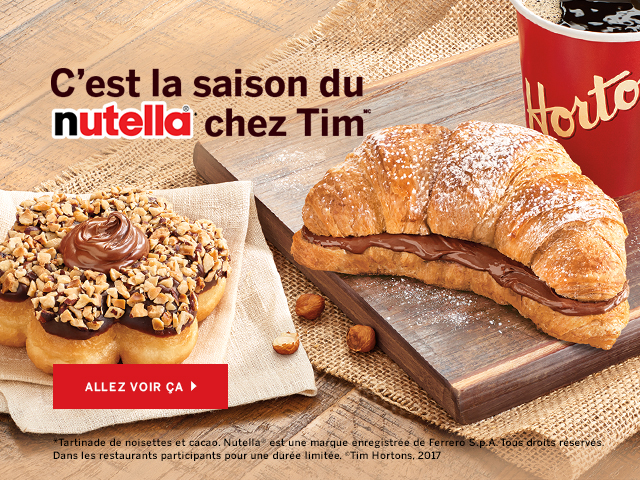 C'est la saison du
nutella®* chez Tim MC
Horto
ALLEZ VOIR ÇA
*Tartinade de noisettes et cacao. Nutella® est une marque enregistrée de Ferrero S.p.A. Tous droits réservés.
Dans les restaurants participants pour une durée limitée. ©Tim Hortons, 2017